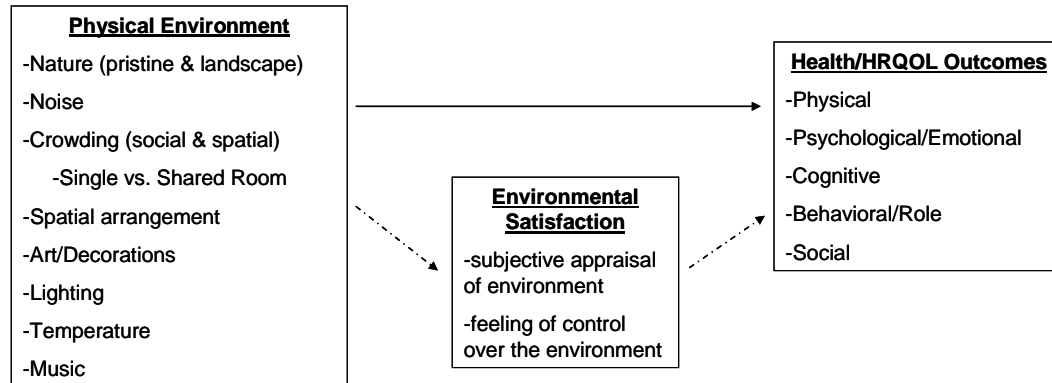 Physical Environment
-Nature (pristine & landscape)
-Noise
-Crowding (social & spatial)
-Single vs. Shared Room
-Spatial arrangement
-Art/Decorations
-Lighting
-Temperature
-Music
Environmental
Satisfaction
-subjective appraisal
of environment
-feeling of control
over the environment
Health/HRQOL Outcomes
-Physical
-Psychological/Emotional
-Cognitive
-Behavioral/Role
-Social